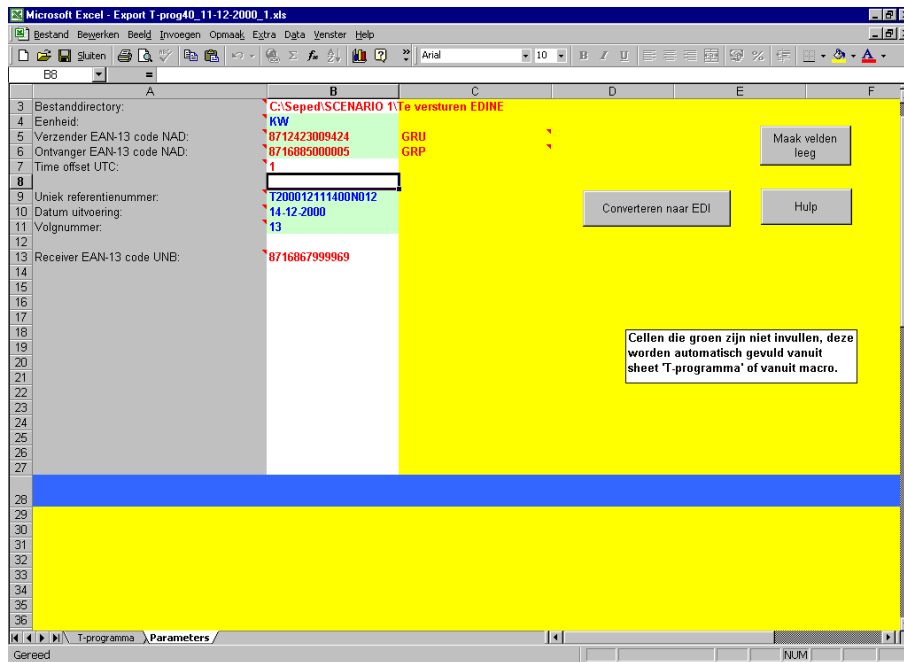 Microsoft Excel - Export T-prog40_11-12-2000_1.xls
Bestand Bewerken Beeld Invoegen Opmaak Extra Data Venster Help
Sluiten Arial 10 B I U
B8 =
A B C D E F
3 Bestanddirectory: C:\Seped\SCENARIO 1\Te versturen EDINE
4 Eenheid: KW
5 Verzender EAN-13 code NAD: 8712423009424 GRU
6 Ontvanger EAN-13 code NAD: 8716885000005 GRP
Maak velden
leeg
7 Time offset UTC: 1
8
9 Uniek referentienummer: T200012111400N012
10 Datum uitvoering: 14-12-2000
Converteren naar EDI
Hulp
11 Volgnummer: 13
12
13 Receiver EAN-13 code UNB: 8716867999969
14
15
16
17
18
19
20
21
22
Cellen die groen zijn niet invullen, deze
worden automatisch gevuld vanuit
sheet 'T-programma' of vanuit macro.
23
24
25
26
27
28
29
30
31
32
33
34
35
36
T-programma Parameters
Gereed NUM